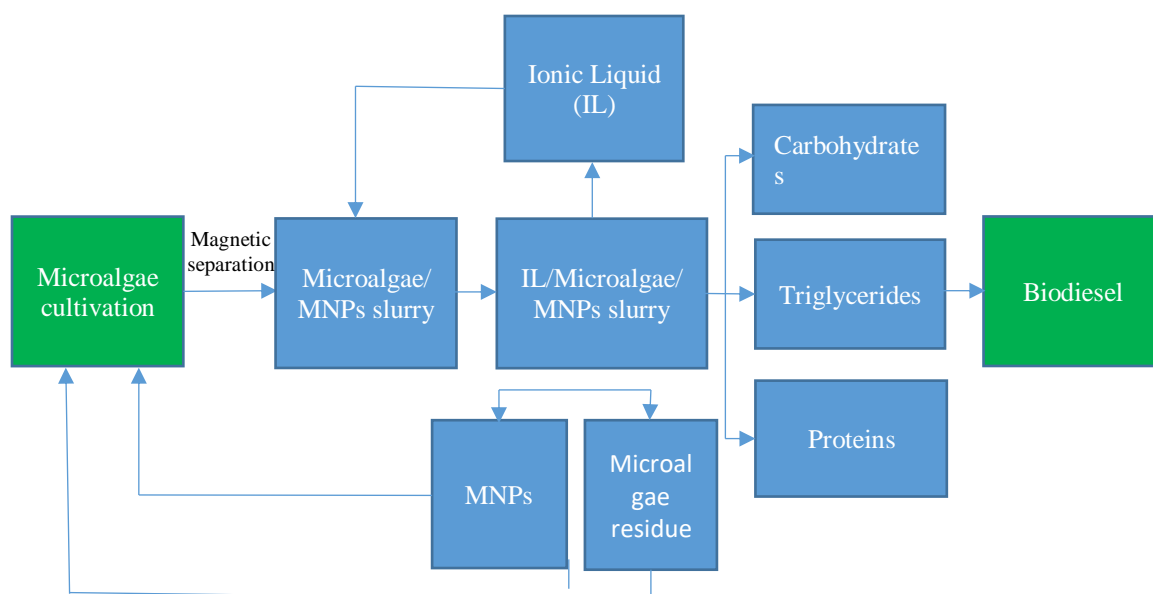 Ionic Liquid
(IL)
Carbohydrate
s
Microalgae
cultivation
Magnetic
separation
Microalgae/
MNPs slurry
IL/Microalgae/
MNPs slurry
Triglycerides
Biodiesel
MNPs
Microal
gae
residue
Proteins